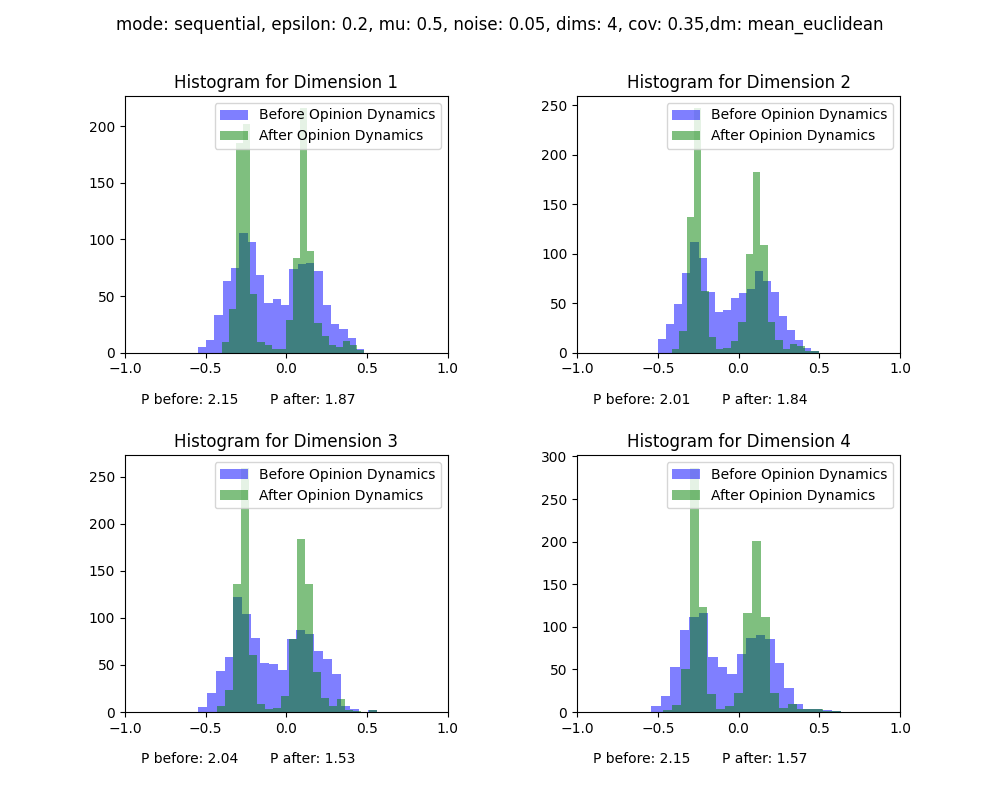 mode: sequential, epsilon: 0.2, mu: 0.5, noise: 0.05, dims: 4, cov: 0.35,dm: mean_euclidean
Histogram for Dimension 1
Before Opinion Dynamics
After Opinion Dynamics
200
150
100
50
0
−1.0 −0.5 0.0 0.5 1.0
P before: 2.15 P after: 1.87
Histogram for Dimension 2
Before Opinion Dynamics
After Opinion Dynamics
250
200
150
100
50
0
−1.0 −0.5 0.0 0.5 1.0
P before: 2.01 P after: 1.84
Histogram for Dimension 3
Before Opinion Dynamics
After Opinion Dynamics
250
200
150
100
50
0
−1.0 −0.5 0.0 0.5 1.0
P before: 2.04 P after: 1.53
Histogram for Dimension 4
Before Opinion Dynamics
After Opinion Dynamics
300
250
200
150
100
50
0
−1.0 −0.5 0.0 0.5 1.0
P before: 2.15 P after: 1.57